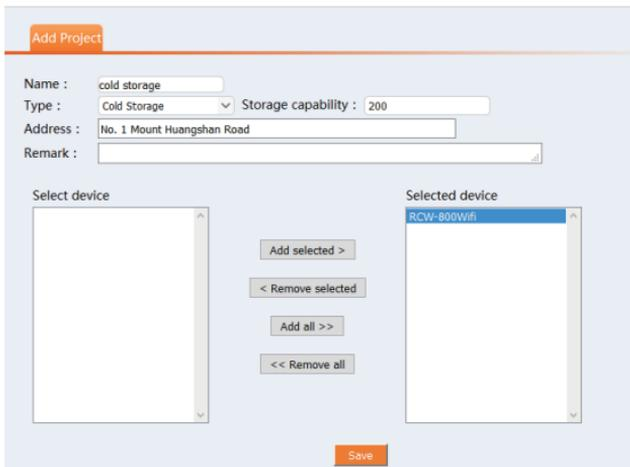 Add Project
Name : cold storage
Type : Cold Storage Storage capability : 200
Address : No. 1 Mount Huangshan Road
Remark :
Select device Selected device
RCW-800Wifi
Add selected >
< Remove selected
Add all >>
<< Remove all
Save